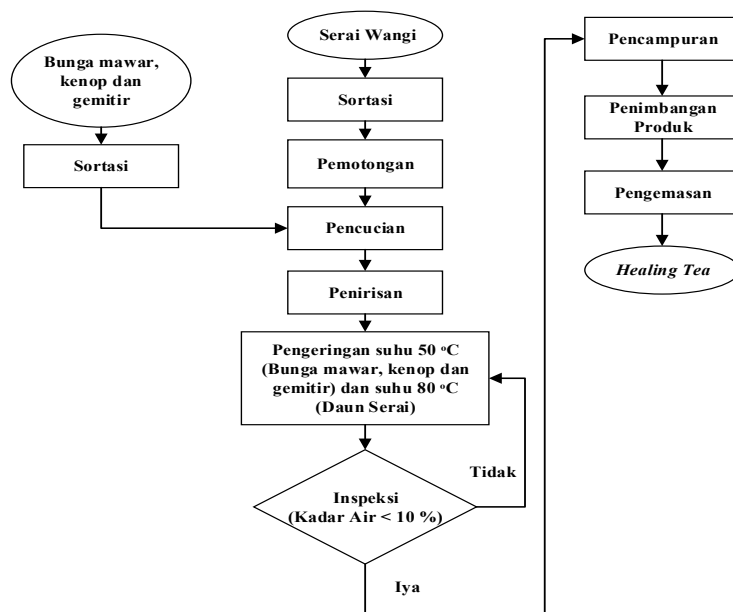 Bunga mawar,
kenop dan
gemitir
Sortasi
Serai Wangi
Sortasi
Pemotongan
Pencucian
Penirisan
Pengeringan suhu 50 °C
(Bunga mawar, kenop dan
gemitir) dan suhu 80 °C
(Daun Serai)
Tidak
Inspeksi
(Kadar Air < 10 %)
Iya
Pencampuran
Penimbangan
Produk
Pengemasan
Healing Tea